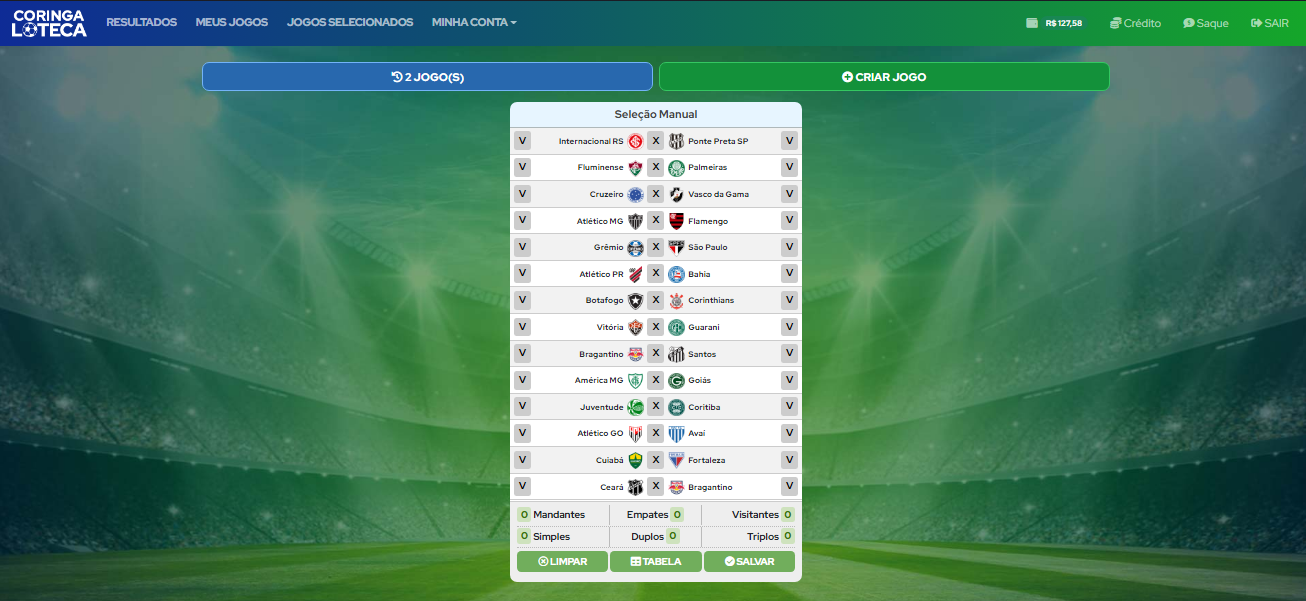 CORINGA
LOTECA
RESULTADOS MEUS JOGOS JOGOS SELECIONADOS MINHA CONTA R$ 127,58 Crédito Saque SAIR
2 JOGO(S) CRIAR JOGO
Seleção Manual
V Internacional RS X Ponte Preta SP V
V Fluminense X Palmeiras V
V Cruzeiro X Vasco da Gama V
V Atlético MG X Flamengo V
V Grêmio X São Paulo V
V Atlético PR X Bahia V
V Botafogo X Corinthians V
V Vitória X Guarani V
V Bragantino X Santos V
V América MG X Goiás V
V Juventude X Coritiba V
V Atlético GO X Avaí V
V Cuiabá X Fortaleza V
V Ceará X Bragantino V
0 Mandantes Empates 0 Visitantes 0
0 Simples Duplos 0 Triplos 0
LIMPAR TABELA SALVAR